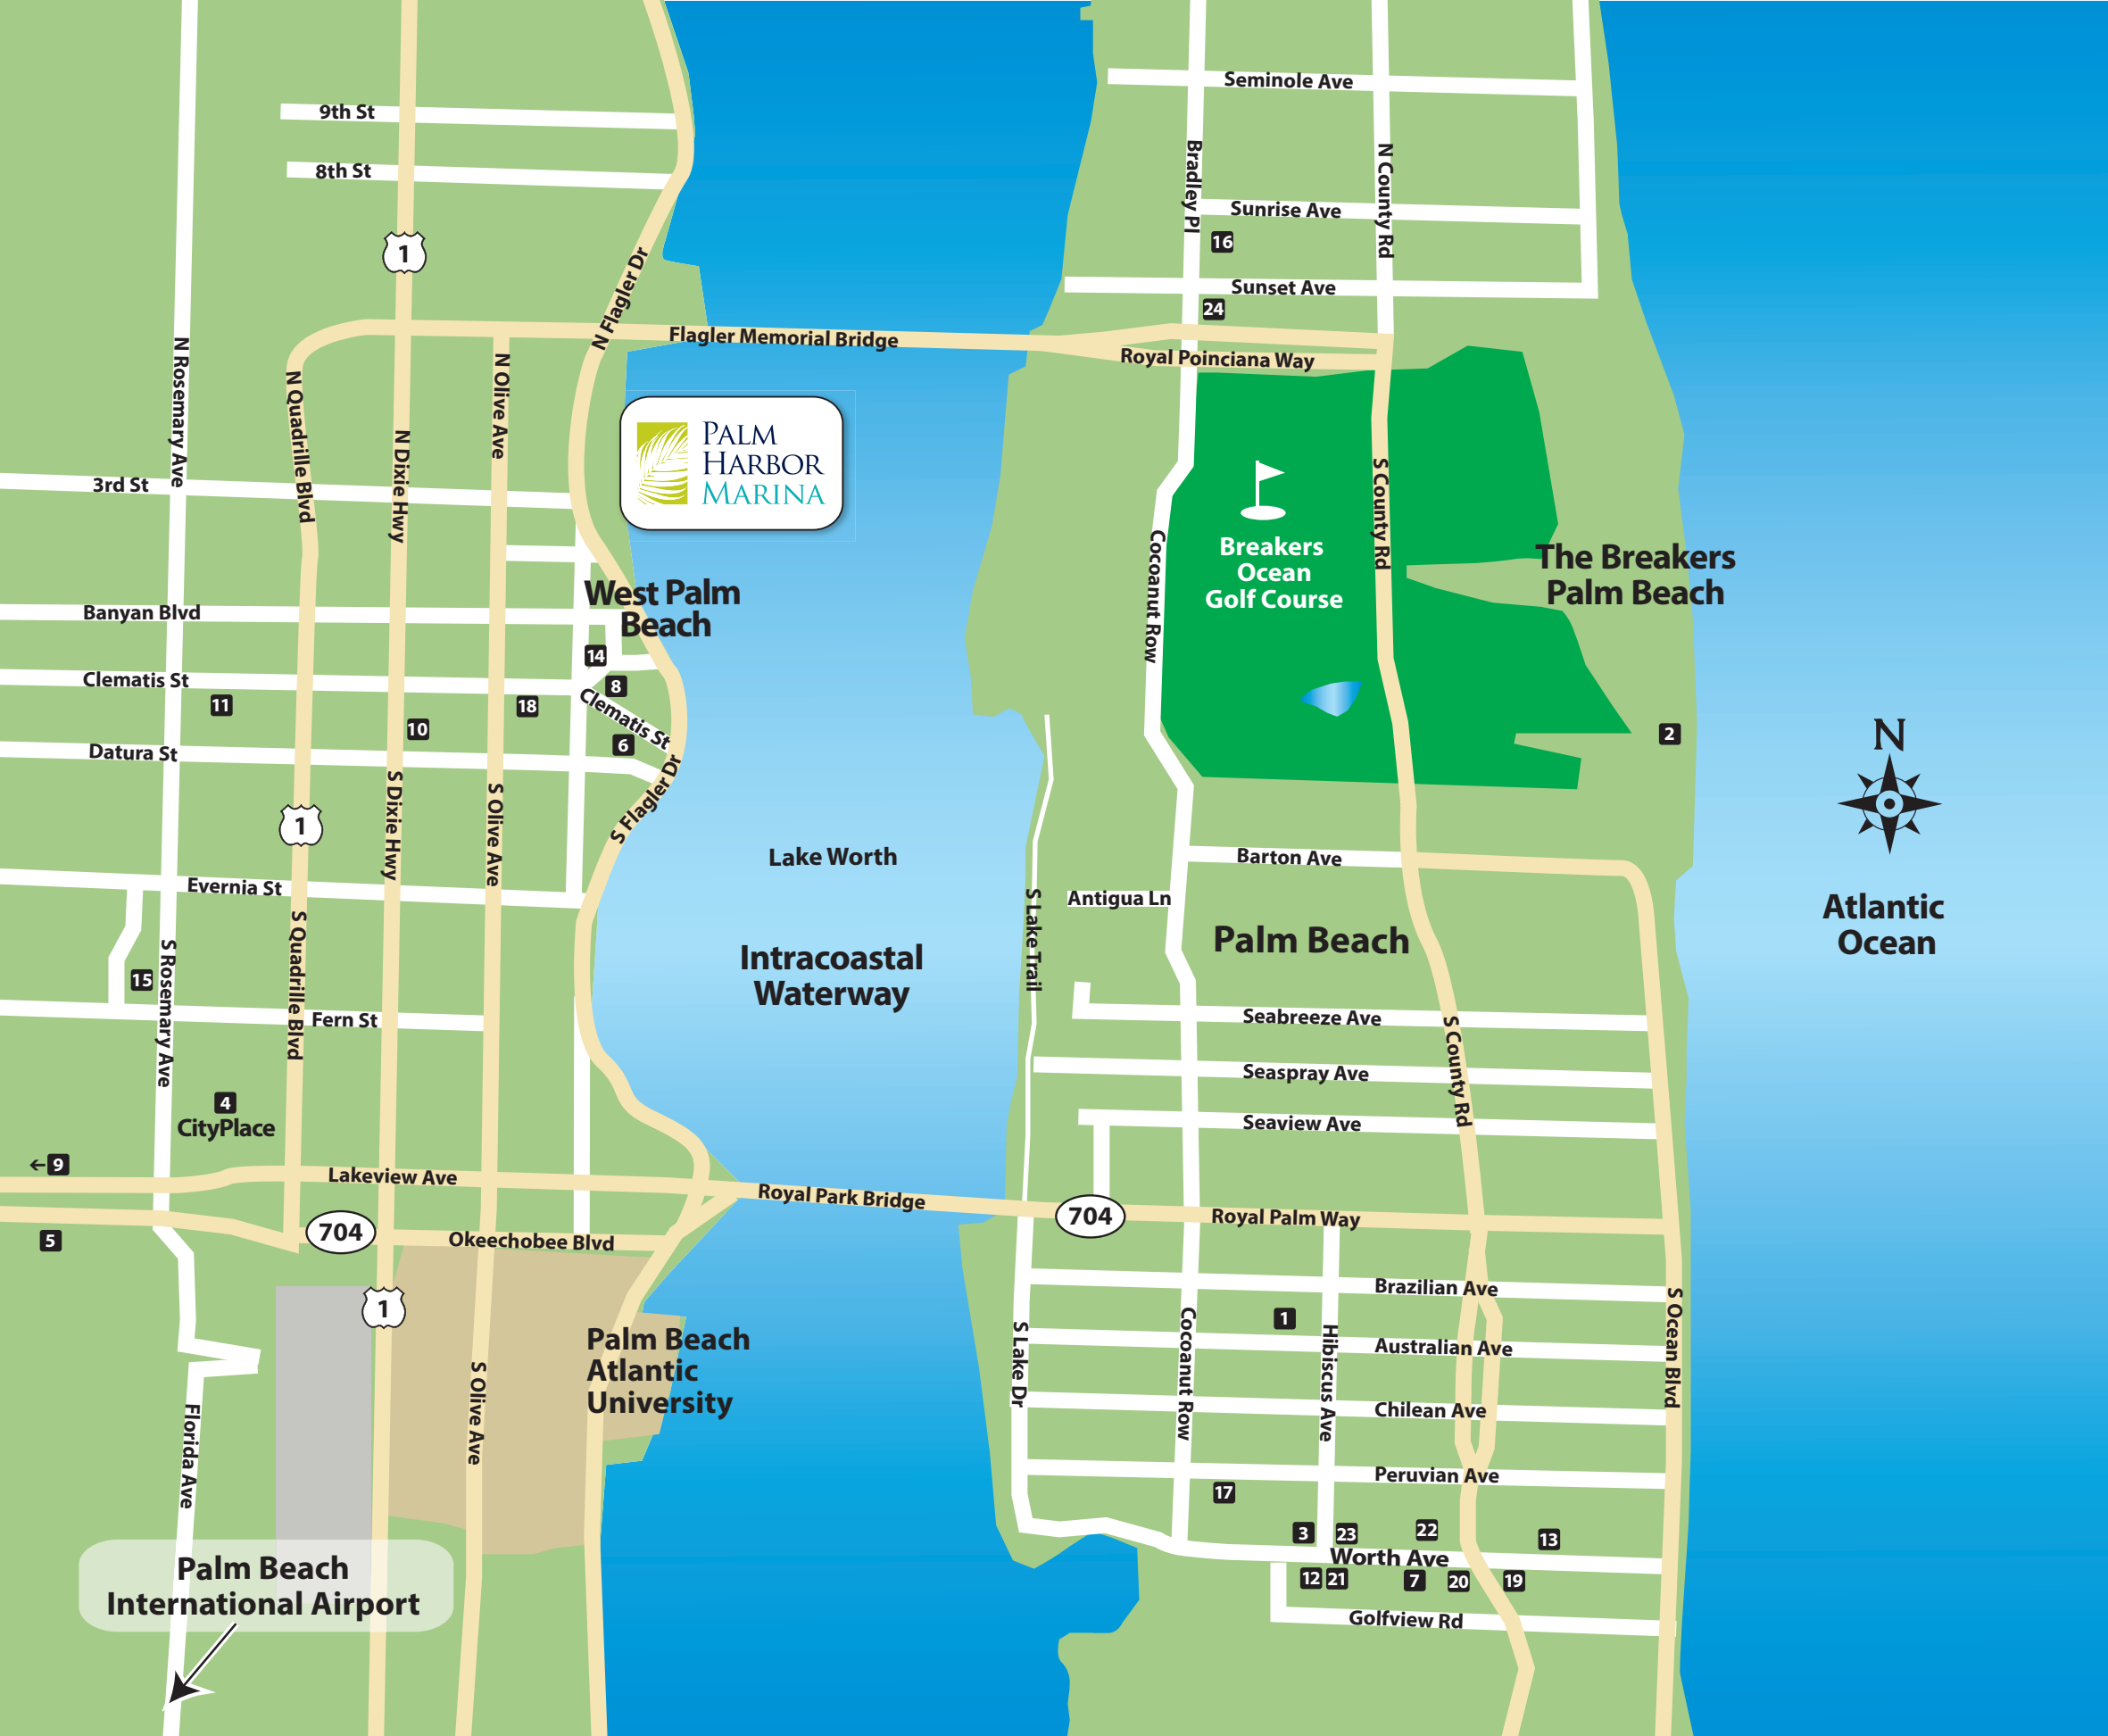 Seminole Ave
9th St
8th St
Bradley Pl
N County Rd
Sunrise Ave
16
1
N Flagler Dr
Sunset Ave
24
Flagler Memorial Bridge
Royal Poinciana Way
N Rosemary Ave
N Quadrille Blvd
N Dixie Hwy
N Olive Ave
PALM
HARBOR
MARINA
3rd St
S County Rd
Breakers
Ocean
Golf Course
The Breakers
Palm Beach
Cocoanut Row
West Palm
Beach
Banyan Blvd
14
Clematis St
8
11
18
Clematis St
10
6
2
N
Datura St
S Flagler Dr
1
S Dixie Hwy
S Olive Ave
Lake Worth
Barton Ave
Evernia St
S Lake Trail
Antigua Ln
Atlantic
Ocean
Palm Beach
Intracoastal
Waterway
15
S Rosemary Ave
S Quadrille Blvd
Fern St
Seabreeze Ave
S County Rd
Seaspray Ave
4
CityPlace
Seaview Ave
9
Lakeview Ave
Royal Park Bridge
704
Royal Palm Way
5
704
Okeechobee Blvd
Brazilian Ave
1
1
Palm Beach
Atlantic
University
S Olive Ave
S Lake Dr
Cocoanut Row
Hibiscus Ave
Australian Ave
S Ocean Blvd
Chilean Ave
Florida Ave
Peruvian Ave
17
3
23
22
13
Worth Ave
12
21
7
20
19
Golfview Rd
Palm Beach
International Airport